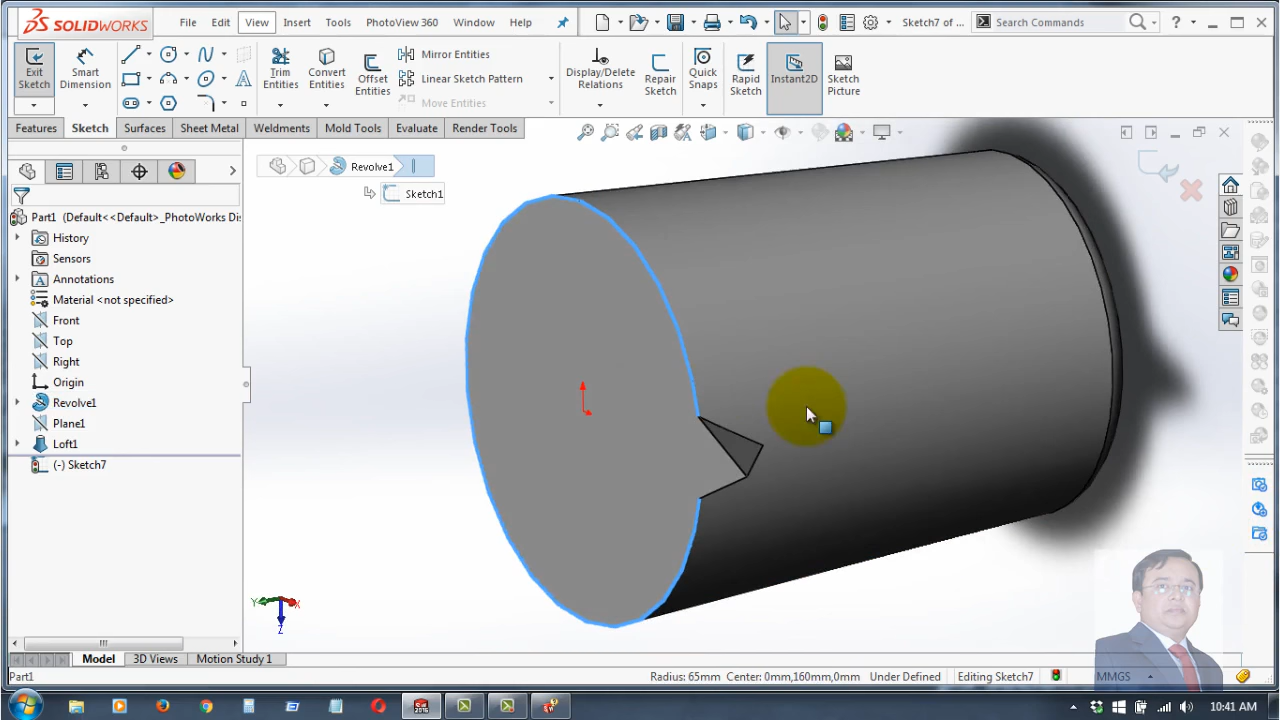 SOLIDWORKS
File Edit View Insert Tools PhotoView 360 Window Help
Sketch7 of ...
Search Commands
?
Exit Sketch
Smart Dimension
Trim Entities
Convert Entities
Offset Entities
Mirror Entities
Linear Sketch Pattern
Move Entities
Display/Delete Relations
Repair Sketch
Quick Snaps
Rapid Sketch
Instant2D
Sketch Picture
Features Sketch Surfaces Sheet Metal Weldments Mold Tools Evaluate Render Tools
Revolve1
Sketch1
Part1 (Default<<Default>_PhotoWorks Dis
History
Sensors
Annotations
Material <not specified>
Front
Top
Right
Origin
Revolve1
Plane1
Loft1
(-) Sketch7
Y X
Z
Model 3D Views Motion Study 1
Part1
Radius: 65mm Center: 0mm,160mm,0mm Under Defined Editing Sketch7 MMGS
2016
10:41 AM